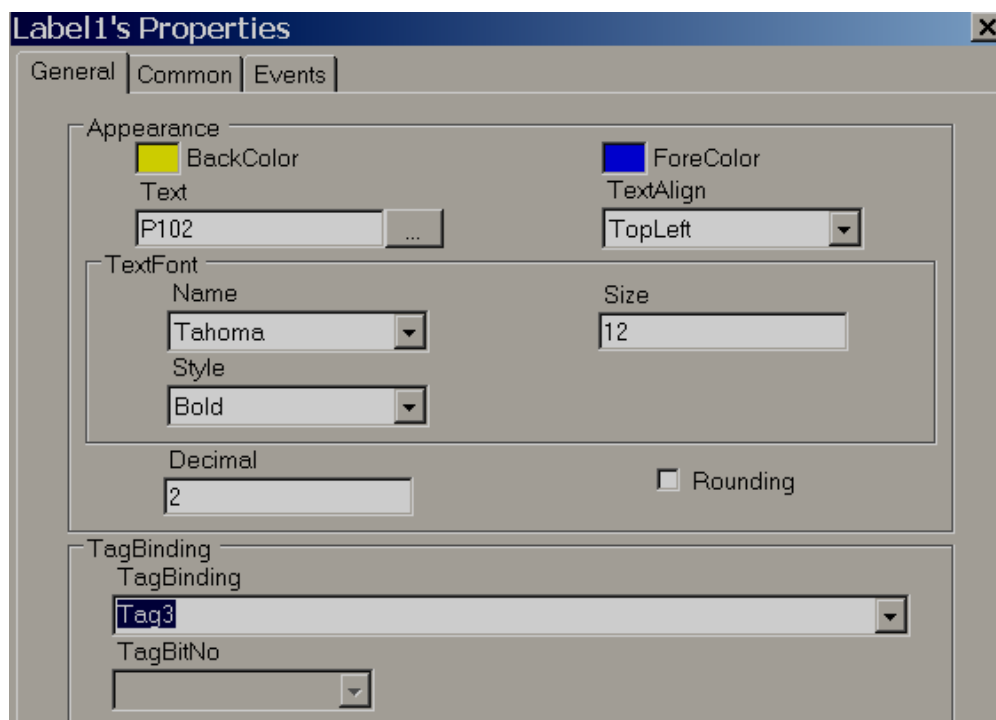 Label1's Properties
General Common Events
Appearance
BackColor ForeColor
Text TextAlign
P102 ... TopLeft
TextFont
Name Size
Tahoma 12
Style
Bold
Decimal
2 Rounding
TagBinding
TagBinding
Tag3
TagBitNo